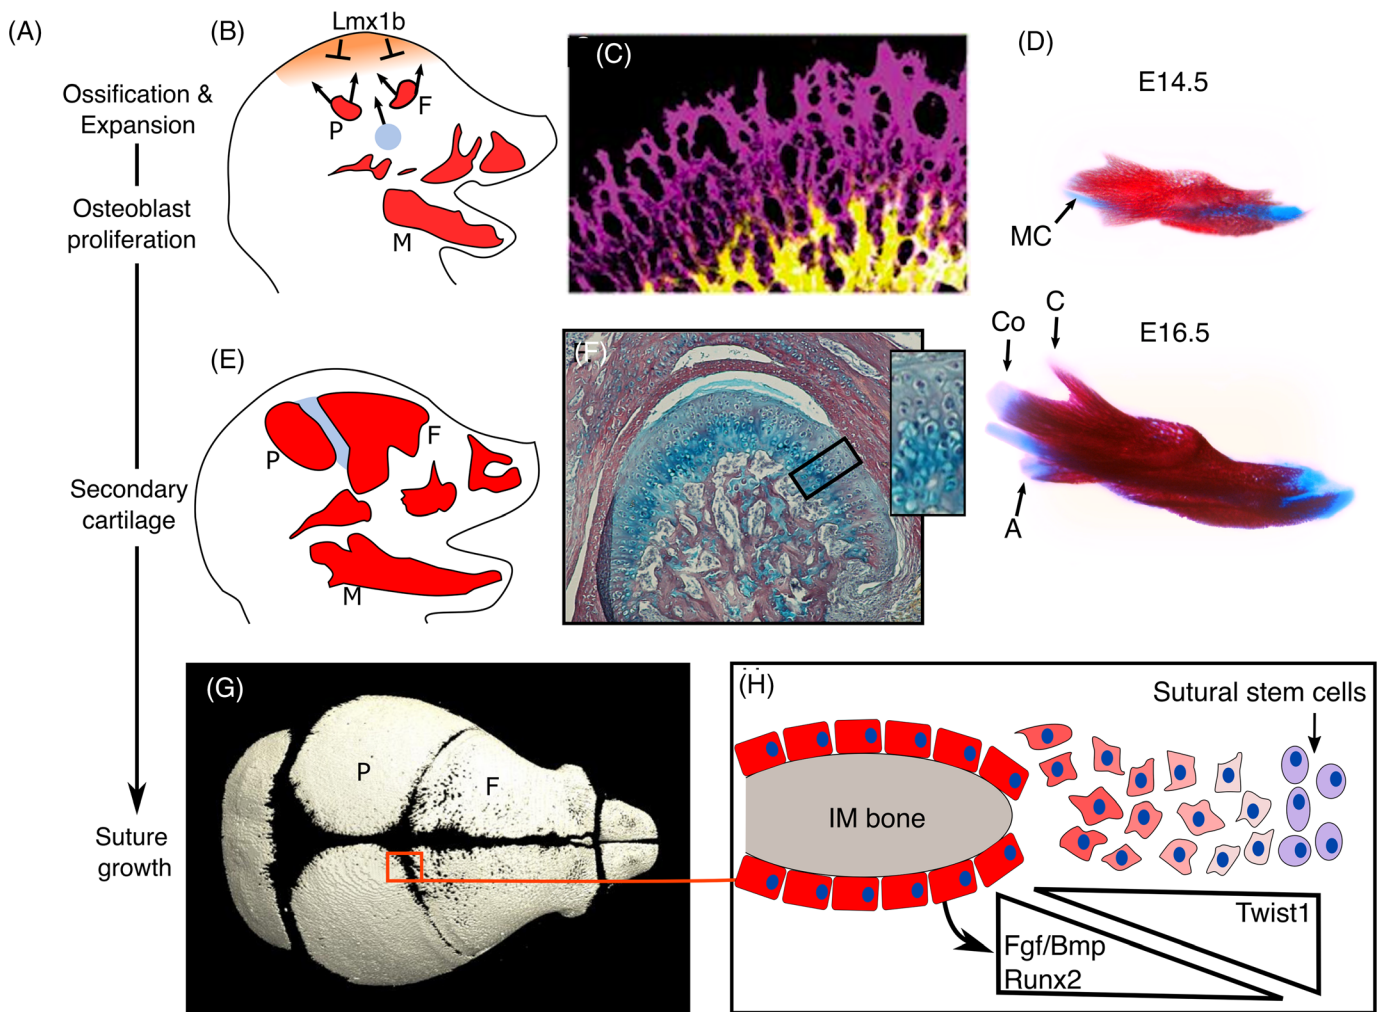 (A)
Ossification &
Expansion
Osteoblast
proliferation
Secondary
cartilage
Suture
growth
(B)
Lmx1b
P
F
M
(C)
(D)
E14.5
MC
E16.5
Co
C
A
(E)
P
F
M
(F)
(G)
P
F
(H)
Sutural stem cells
IM bone
Twist1
Fgf/Bmp
Runx2